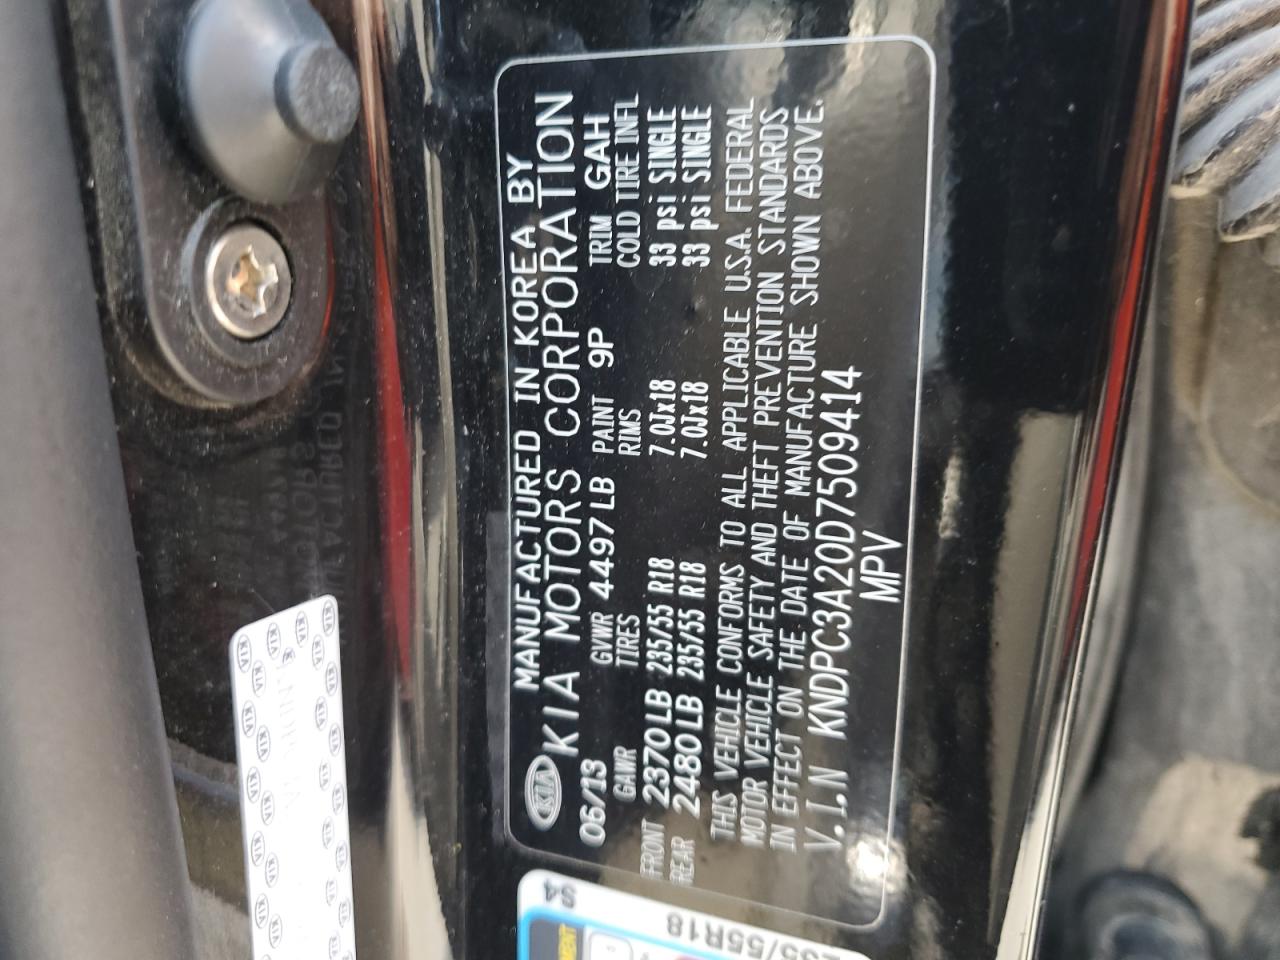 MANUFACTURED IN KOREA BY
KIA KIA MOTORS CORPORATION
06/13 GVWR 4497 LB PAINT 9P TRIM GAH
GAWR TIRES RIMS COLD TIRE INFL
FRONT 2370 LB 235/55 R18 7.0Jx18 33 psi SINGLE
REAR 2480 LB 235/55 R18 7.0Jx18 33 psi SINGLE
THIS VEHICLE CONFORMS TO ALL APPLICABLE U.S.A. FEDERAL
MOTOR VEHICLE SAFETY AND THEFT PREVENTION STANDARDS
IN EFFECT ON THE DATE OF MANUFACTURE SHOWN ABOVE.
V.I.N KNDPC3A20D7509414
MPV